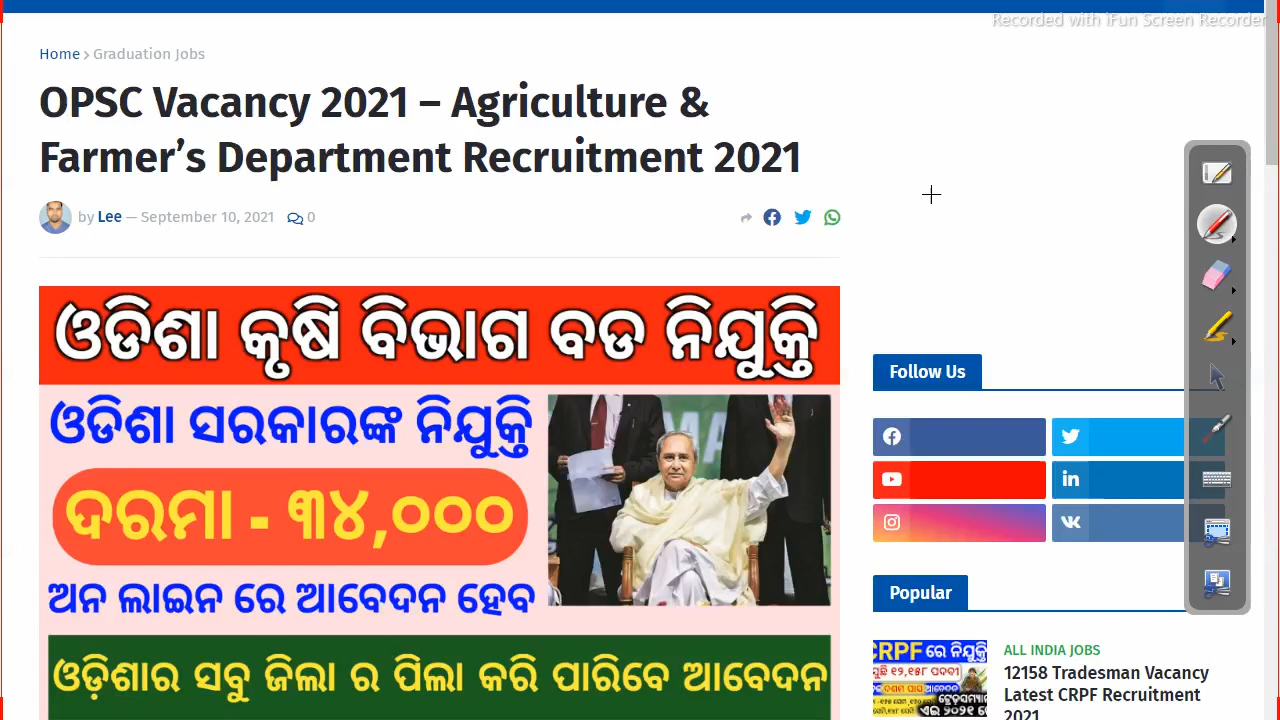 Recorded with iFun Screen Recorder
Home > Graduation Jobs
OPSC Vacancy 2021 – Agriculture &
Farmer’s Department Recruitment 2021
by Lee — September 10, 2021 0
ଓଡିଶା କୃଷି ବିଭାଗ ବଡ ନିଯୁକ୍ତି
ଓଡିଶା ସରକାରଙ୍କ ନିଯୁକ୍ତି
ଦରମା - ୩୪,୦୦୦
ଅନ ଲାଇନ ରେ ଆବେଦନ ହେବ
ଓଡ଼ିଶାର ସବୁ ଜିଲା ର ପିଲା କରି ପାରିବେ ଆବେଦନ
Follow Us
Popular
CRPF ରେ ନିଯୁକ୍ତି
ALL INDIA JOBS
12158 Tradesman Vacancy
Latest CRPF Recruitment
2021